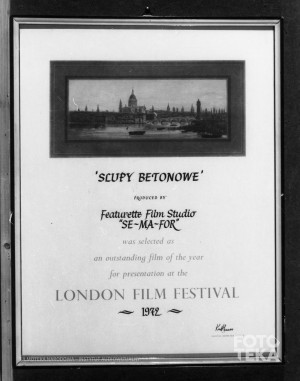 'SLUPY BETONOWE'
PRODUCED BY
Featurette Film Studio
"SE-MA-FOR"
was selected as
an outstanding film of the year
for presentation at the
LONDON FILM FESTIVAL
~ 1972 ~
FOTO
TEKA